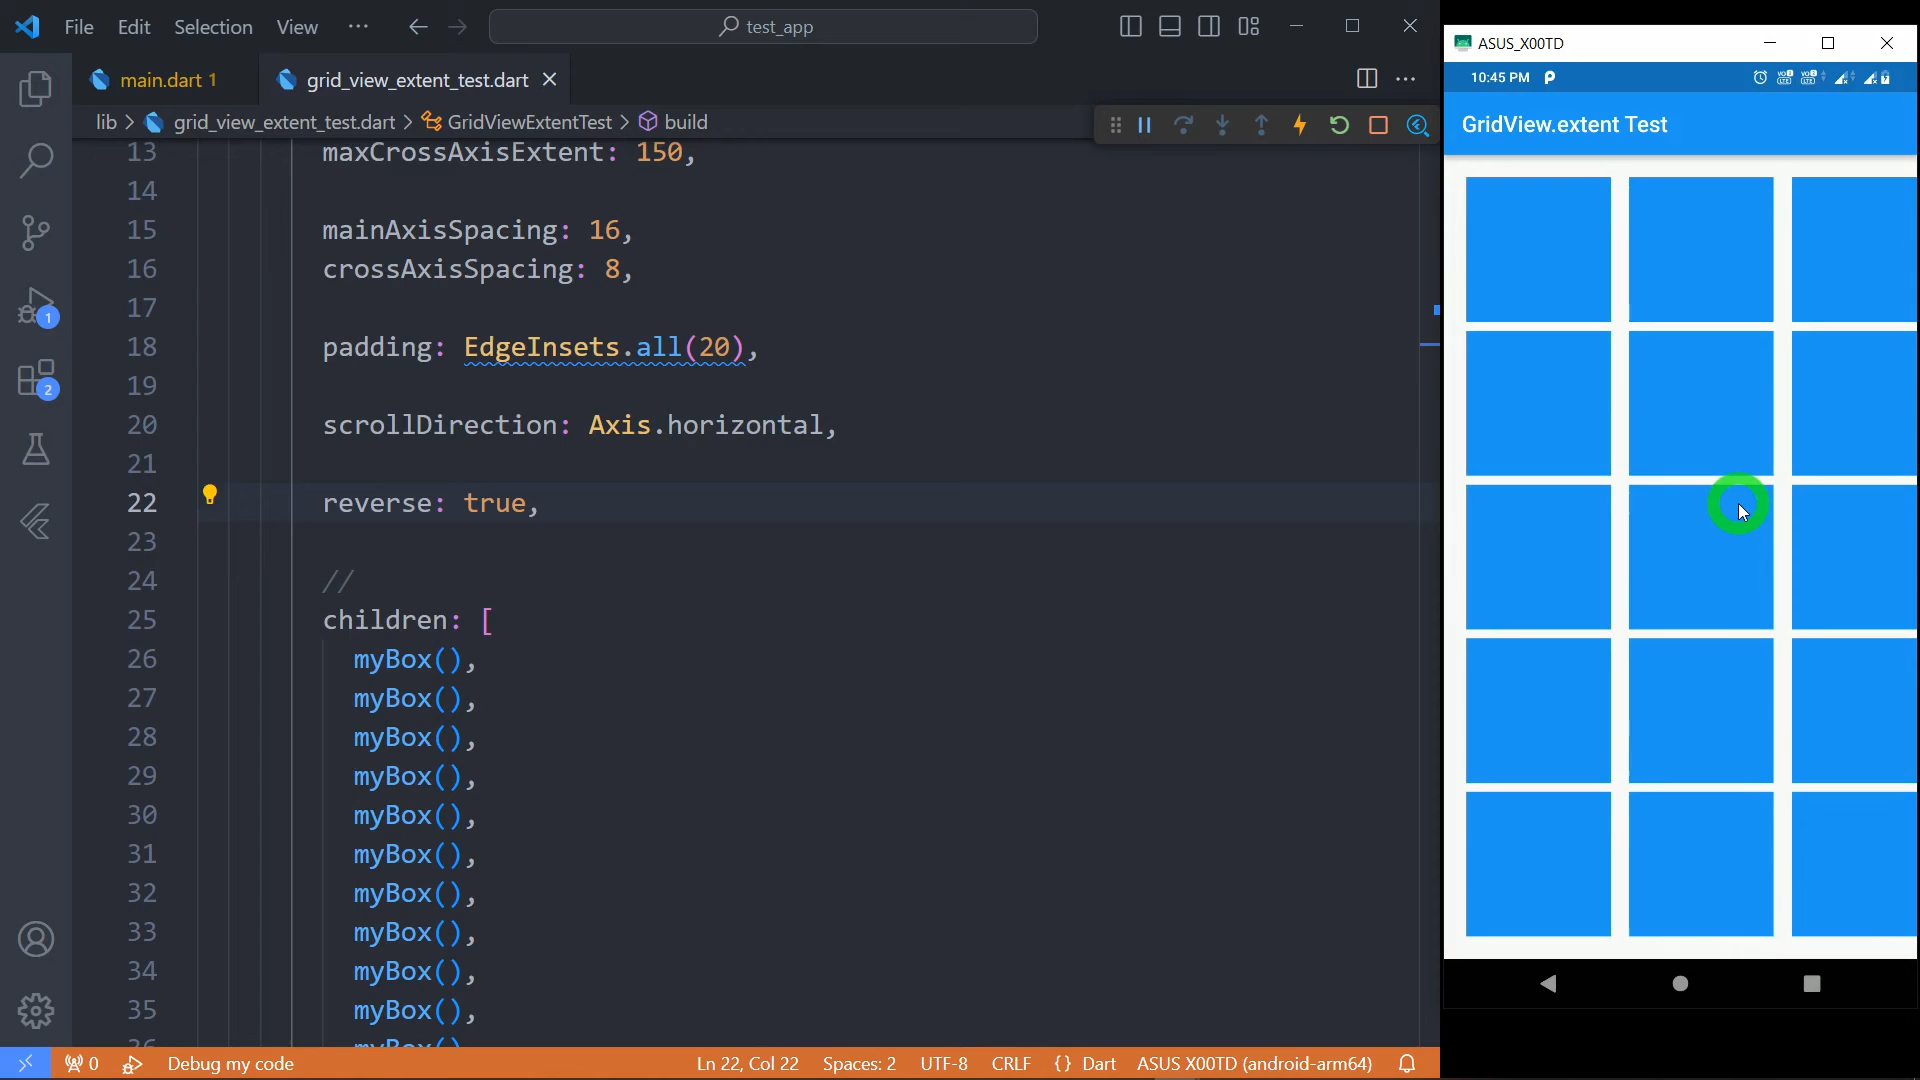 File Edit Selection View ··· test_app
ASUS_X00TD
10:45 PM
GridView.extent Test
main.dart 1 grid_view_extent_test.dart
lib > grid_view_extent_test.dart > GridViewExtentTest > build
13 maxCrossAxisExtent: 150,
14
15 mainAxisSpacing: 16,
16 crossAxisSpacing: 8,
17
18 padding: EdgeInsets.all(20),
19
20 scrollDirection: Axis.horizontal,
21
22 reverse: true,
23
24 //
25 children: [
26 myBox(),
27 myBox(),
28 myBox(),
29 myBox(),
30 myBox(),
31 myBox(),
32 myBox(),
33 myBox(),
34 myBox(),
35 myBox(),
1
2
0 Debug my code Ln 22, Col 22 Spaces: 2 UTF-8 CRLF {} Dart ASUS X00TD (android-arm64)